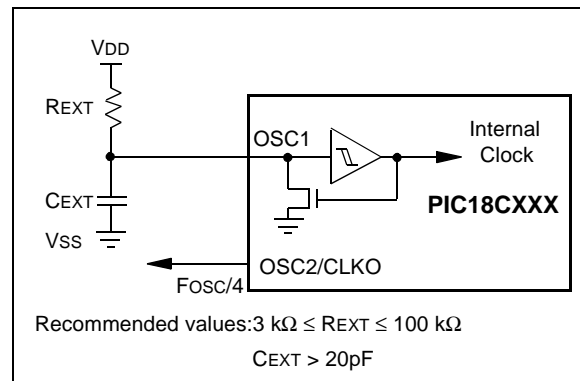 VDD
REXT
OSC1
Internal
Clock
CEXT
PIC18CXXX
VSS
OSC2/CLKO
FOSC/4
Recommended values:3 kΩ ≤ REXT ≤ 100 kΩ
CEXT > 20pF